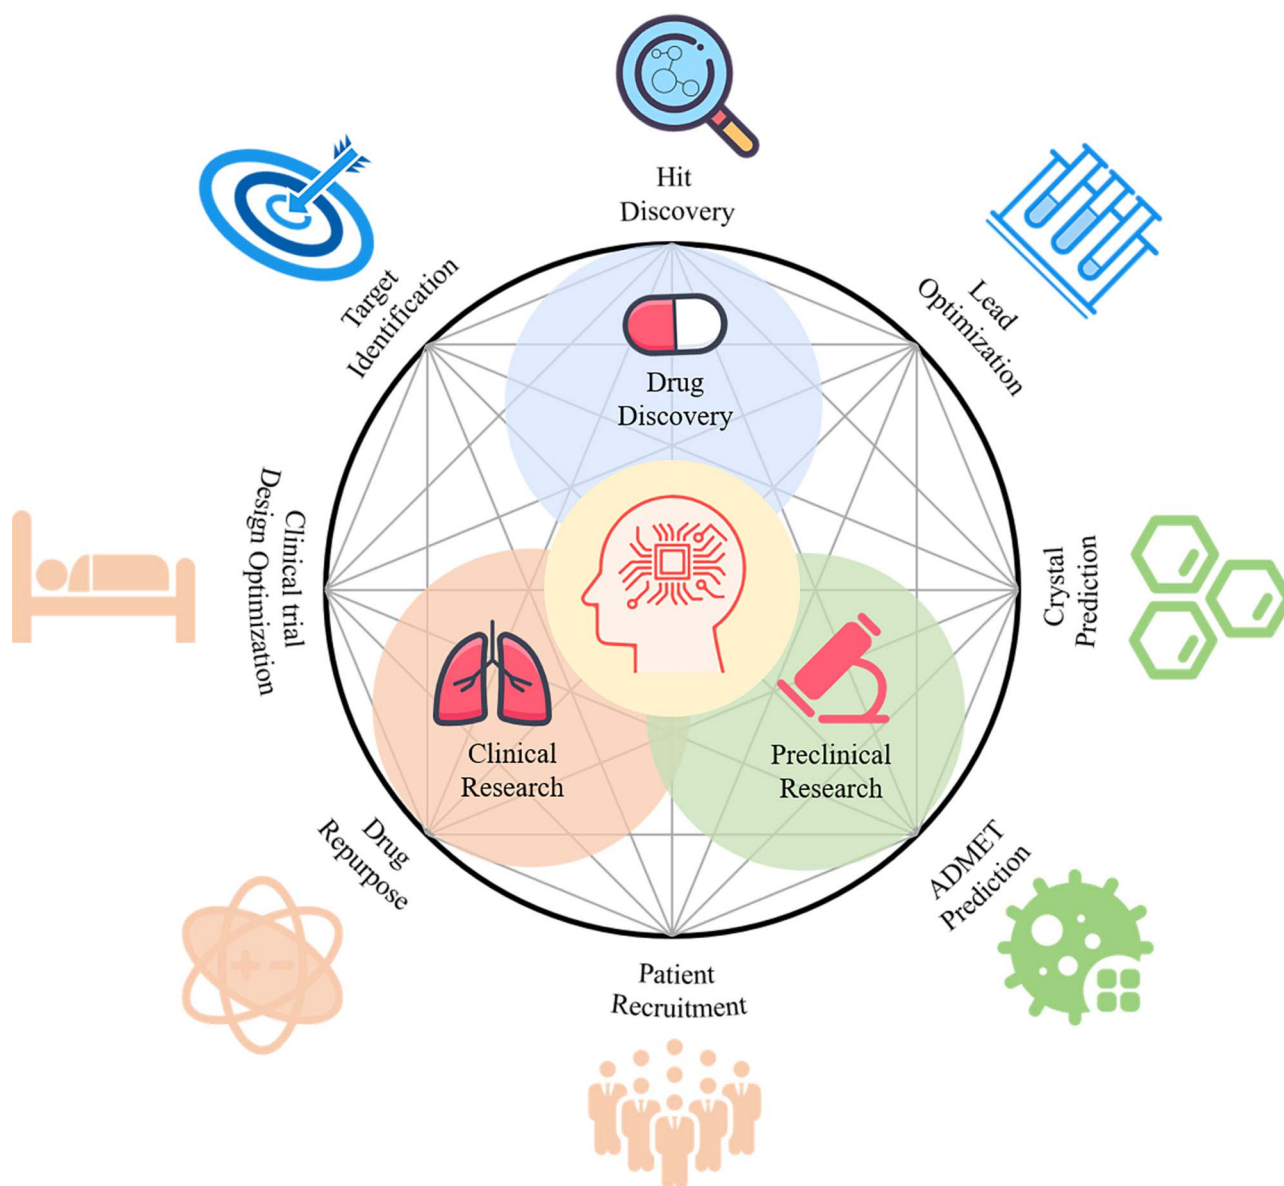 Hit
Discovery
Target
Identification
Lead
Optimization
Drug
Discovery
Clinical trial
Design Optimization
Crystal
Prediction
Clinical
Research
Preclinical
Research
Drug
Repurpose
ADMET
Prediction
Patient
Recruitment